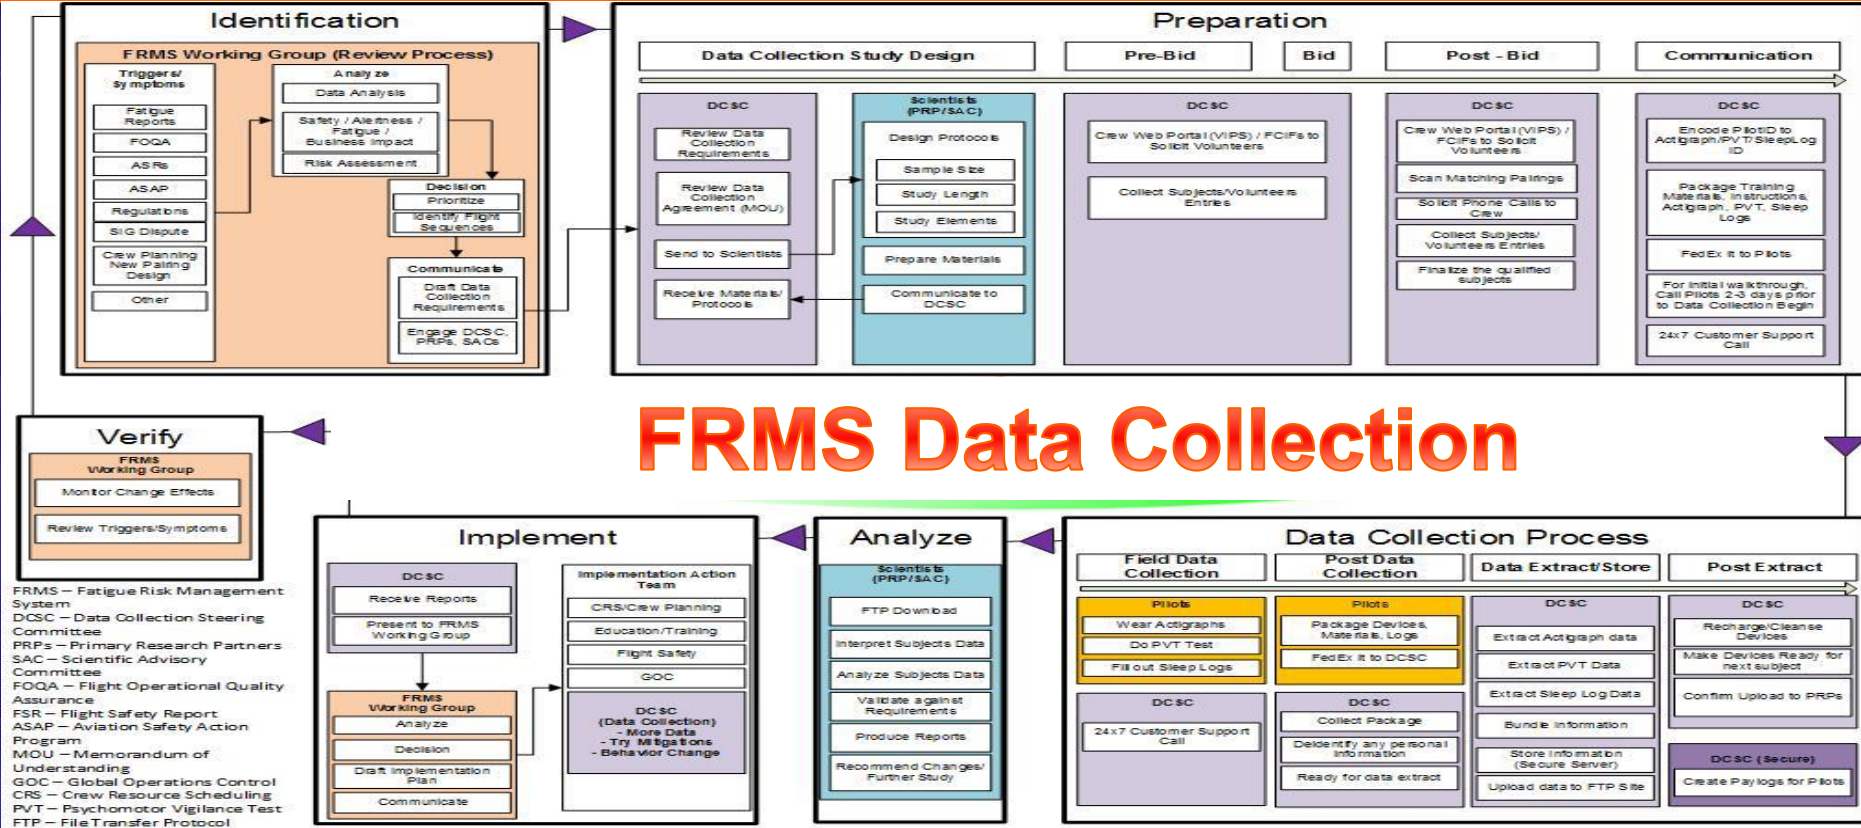 Identification
FRMS Working Group (Review Process)
Triggers/
Symptoms
Fatigue
Reports
FOQA
ASRs
ASAP
Regulations
SIG Dispute
Crew Planning
New Pairing
Design
Other
Analyze
Data Analysis
Safety / Alertness /
Fatigue /
Business Impact
Risk Assessment
Decision
Prioritize
Identify Flight
Sequences
Communicate
Draft Data
Collection
Requirements
Engage DCSC,
PRPs, SACs
Preparation
Data Collection Study Design
Pre-Bid
Bid
Post - Bid
Communication
DCSC
Review Data
Collection
Requirements
Review Data
Collection
Agreement (MOU)
Send to Scientists
Receive Materials/
Protocols
Scientists
(PRP/SAC)
Design Protocols
Sample Size
Study Length
Study Elements
Prepare Materials
Communicate to
DCSC
DCSC
Crew Web Portal (VIPS) / FCIFs to
Solicit Volunteers
Collect Subjects/Volunteers
Entries
DCSC
Crew Web Portal (VIPS) /
FCIFs to Solicit
Volunteers
Scan Matching Pairings
Solicit Phone Calls to
Crew
Collect Subjects/
Volunteers Entries
Finalize the qualified
subjects
DCSC
Encode PilotID to
Actigraph/PVT/SleepLog
ID
Package Training
Materials, Instructions,
Actigraph, PVT, Sleep
Logs
FedEx it to Pilots
For initial walkthrough,
Call Pilots 2-3 days prior
to Data Collection Begin
24x7 Customer Support
Call
FRMS Data Collection
Verify
FRMS
Working Group
Monitor Change Effects
Review Triggers/Symptoms
FRMS – Fatigue Risk Management
System
DCSC – Data Collection Steering
Committee
PRPs – Primary Research Partners
SAC – Scientific Advisory
Committee
FOQA – Flight Operational Quality
Assurance
FSR – Flight Safety Report
ASAP – Aviation Safety Action
Program
MOU – Memorandum of
Understanding
GOC – Global Operations Control
CRS – Crew Resource Scheduling
PVT – Psychomotor Vigilance Test
FTP – File Transfer Protocol
Implement
DCSC
Receive Reports
Present to FRMS
Working Group
FRMS
Working Group
Analyze
Decision
Draft Implementation
Plan
Communicate
Implementation Action
Team
CRS/Crew Planning
Education/Training
Flight Safety
GOC
DCSC
(Data Collection)
- More Data
- Try Mitigations
- Behavior Change
Analyze
Scientists
(PRP/SAC)
FTP Download
Interpret Subjects Data
Analyze Subjects Data
Validate against
Requirements
Produce Reports
Recommend Changes/
Further Study
Data Collection Process
Field Data
Collection
Post Data
Collection
Data Extract/Store
Post Extract
Pilots
Wear Actigraphs
Do PVT Test
Fill out Sleep Logs
DCSC
24x7 Customer Support
Call
Pilots
Package Devices,
Materials, Logs
FedEx it to DCSC
DCSC
Collect Package
Deidentify any personal
Information
Ready for data extract
DCSC
Extract Actigraph data
Extract PVT Data
Extract Sleep Log Data
Bundle Information
Store Information
(Secure Server)
Upload data to FTP Site
DCSC
Recharge/Cleanse
Devices
Make Devices Ready for
next subject
Confirm Upload to PRPs
DCSC (Secure)
Create Paylogs for Pilots